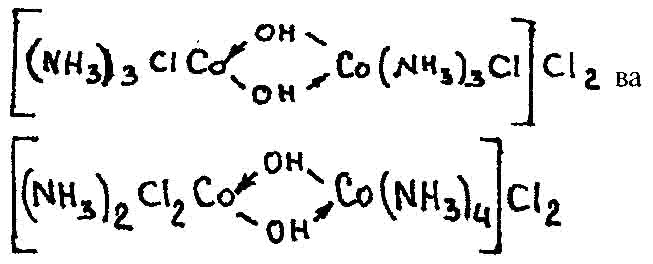 [(NH₃)₃ClCo OH OH Co(NH₃)₃Cl]Cl₂ ва
[(NH₃)₂Cl₂Co OH OH Co(NH₃)₄]Cl₂